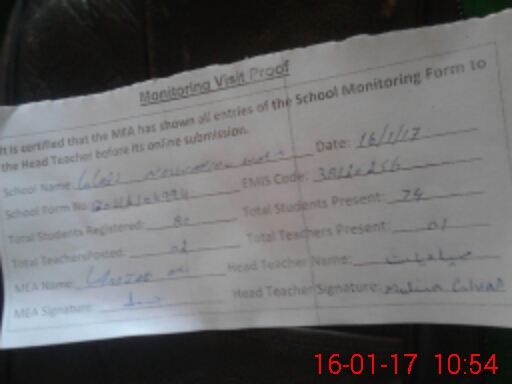 Monitoring Visit Proof
It is certified that the MEA has shown all entries of the School Monitoring Form to
the Head Teacher before its online submission.
School Name: Date: 16/1/17
School Form No. EMIS Code:
Total Students Registered: 80 Total Students Present: 74
Total TeachersPosted: 02 Total Teachers Present: 01
MEA Name: Head Teacher Name:
MEA Signature: Head Teacher Signature:
16-01-17 10:54